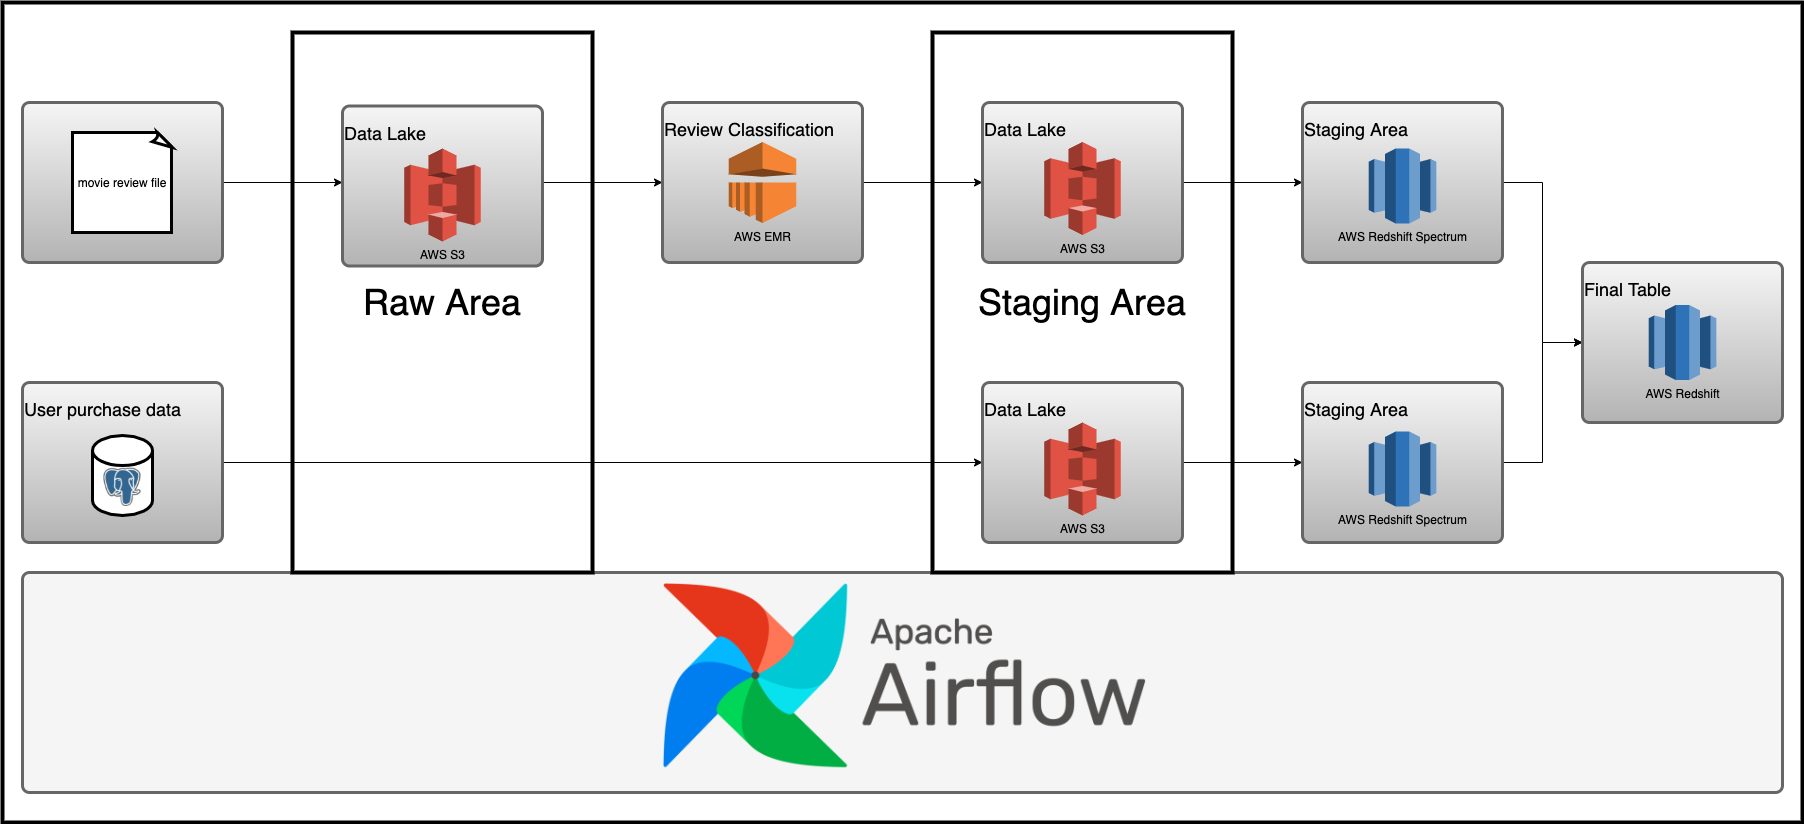 movie review file
Data Lake
AWS S3
Raw Area
Review Classification
AWS EMR
Data Lake
AWS S3
Staging Area
Staging Area
AWS Redshift Spectrum
User purchase data
Data Lake
AWS S3
Staging Area
AWS Redshift Spectrum
Final Table
AWS Redshift
Apache
Airflow